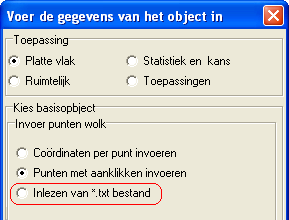 Voer de gegevens van het object in
Toepassing
Platte vlak
Statistiek en kans
Ruimtelijk
Toepassingen
Kies basisobject
Invoer punten wolk
Coördinaten per punt invoeren
Punten met aanklikken invoeren
Inlezen van *.txt bestand